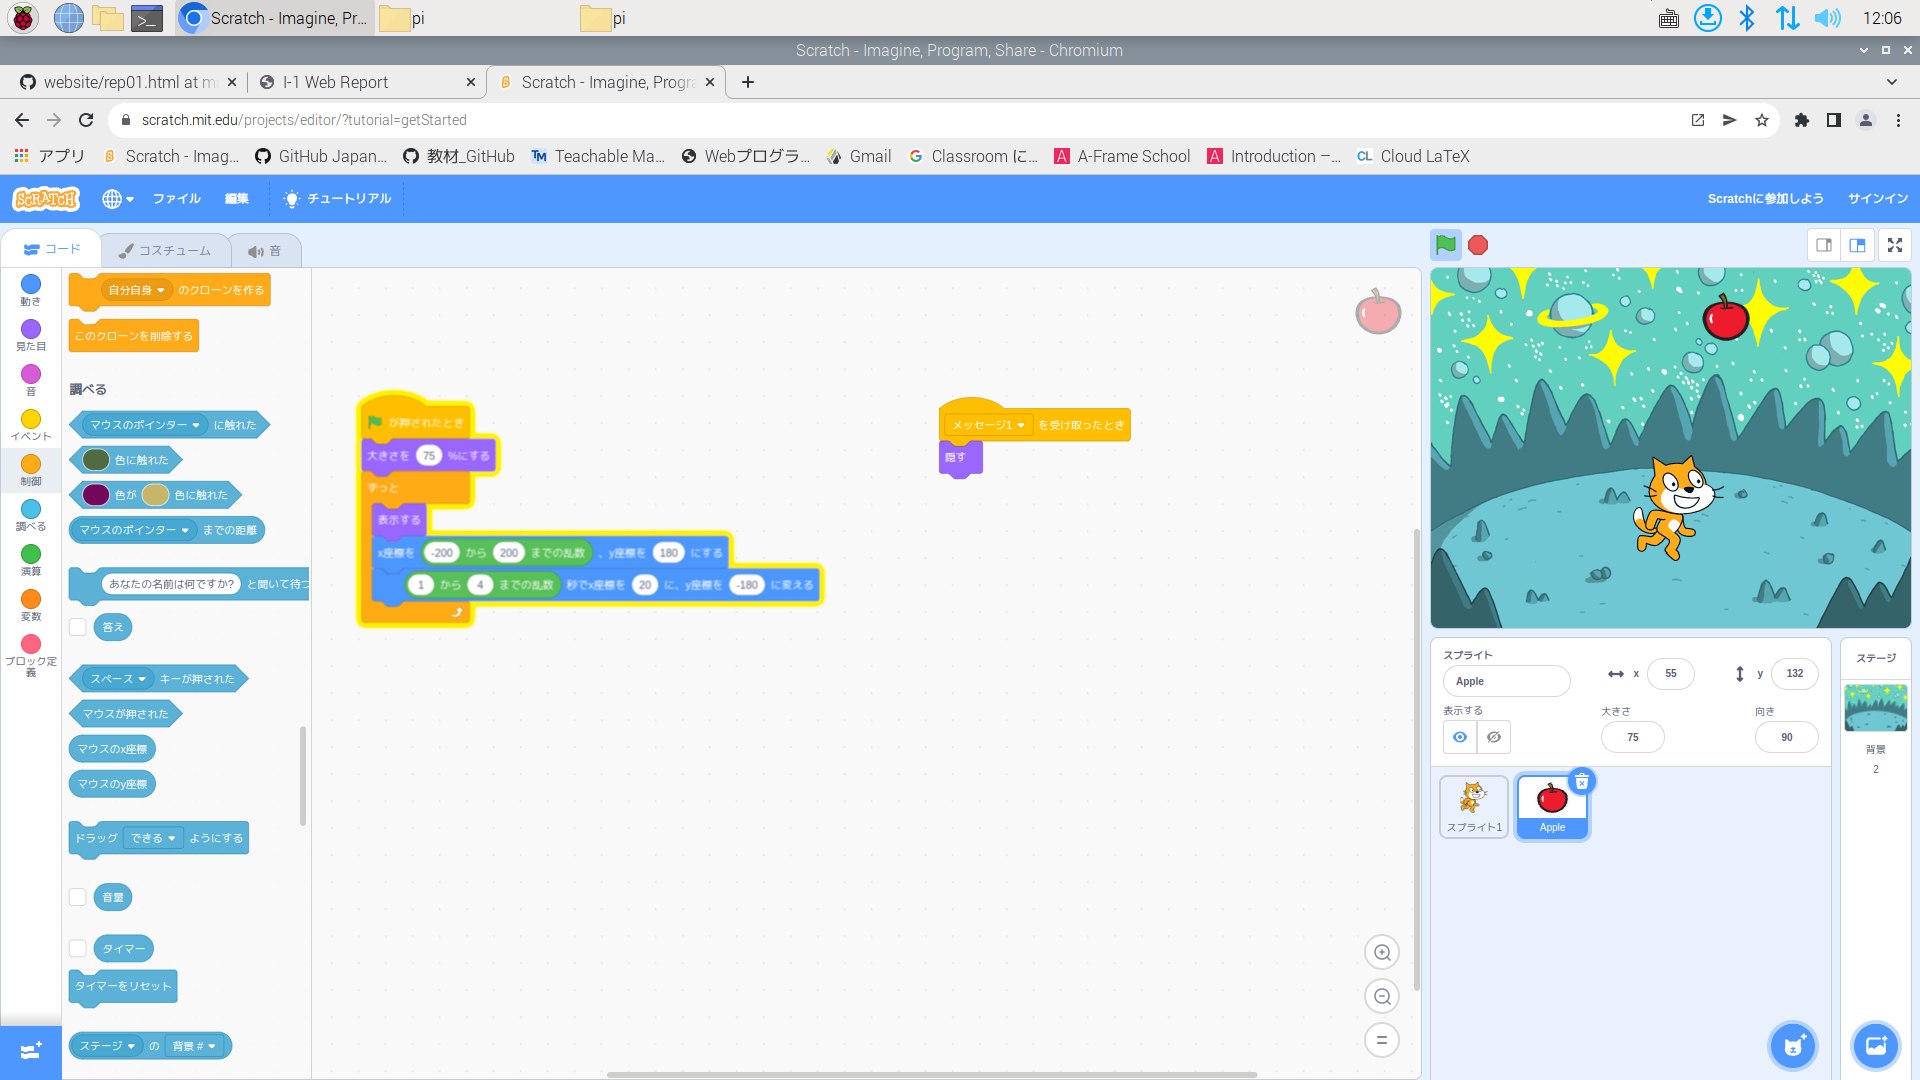 Scratch - Imagine, Pr...
pi
pi
12:06
Scratch - Imagine, Program, Share - Chromium
website/rep01.html at m
I-1 Web Report
Scratch - Imagine, Progra
scratch.mit.edu/projects/editor/?tutorial=getStarted
アプリ
Scratch - Imag...
GitHub Japan...
教材_GitHub
Teachable Ma...
Webプログラ...
Gmail
Classroom に...
A-Frame School
Introduction –...
Cloud LaTeX
SCRATCH
ファイル
編集
チュートリアル
Scratchに参加しよう
サインイン
コード
コスチューム
音
動き
見た目
音
イベント
制御
調べる
演算
変数
ブロック定
義
自分自身 のクローンを作る
このクローンを削除する
調べる
マウスのポインター に触れた
色に触れた
色が 色に触れた
マウスのポインター までの距離
あなたの名前は何ですか? と聞いて待つ
答え
スペース キーが押された
マウスが押された
マウスのx座標
マウスのy座標
ドラッグ できる ようにする
音量
タイマー
タイマーをリセット
ステージ の 背景 #
が押されたとき
大きさを 75 %にする
ずっと
表示する
x座標を -200 から 200 までの乱数 、y座標を 180 にする
1 から 4 までの乱数 秒でx座標を 20 に、y座標を -180 に変える
メッセージ1 を受け取ったとき
隠す
スプライト
Apple
x 55
y 132
表示する
大きさ
75
向き
90
スプライト1
Apple
ステージ
背景
2